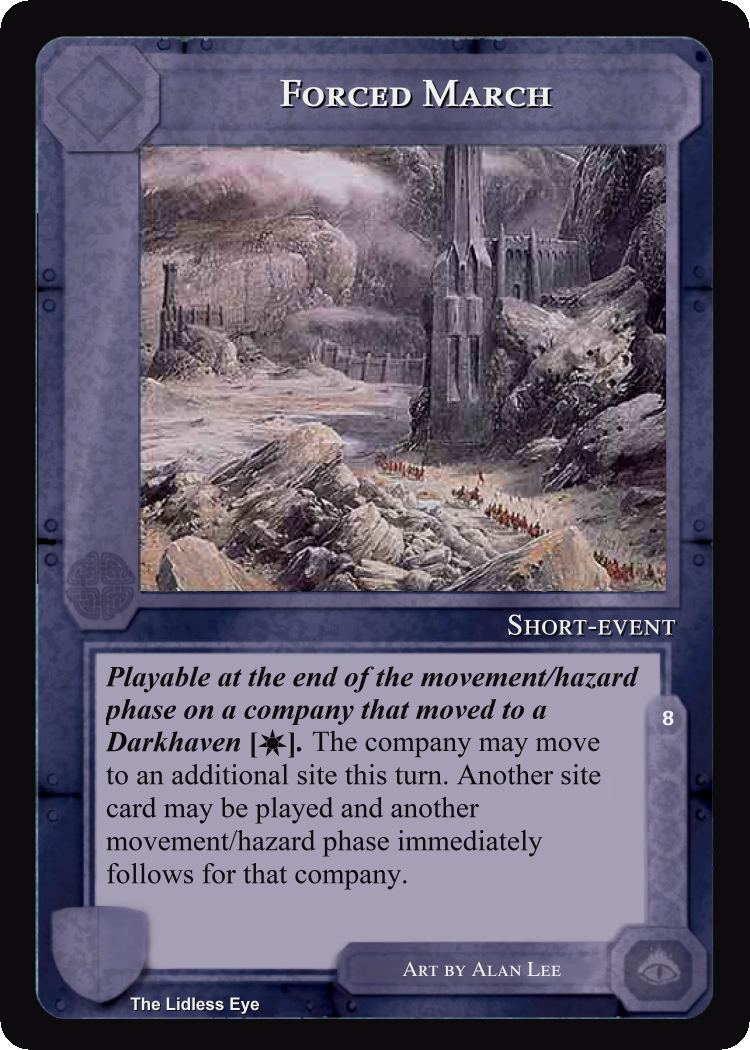 Forced March
Short-event
Playable at the end of the movement/hazard
phase on a company that moved to a
Darkhaven [✷]. The company may move
to an additional site this turn. Another site
card may be played and another
movement/hazard phase immediately
follows for that company.
8
Art by Alan Lee
The Lidless Eye